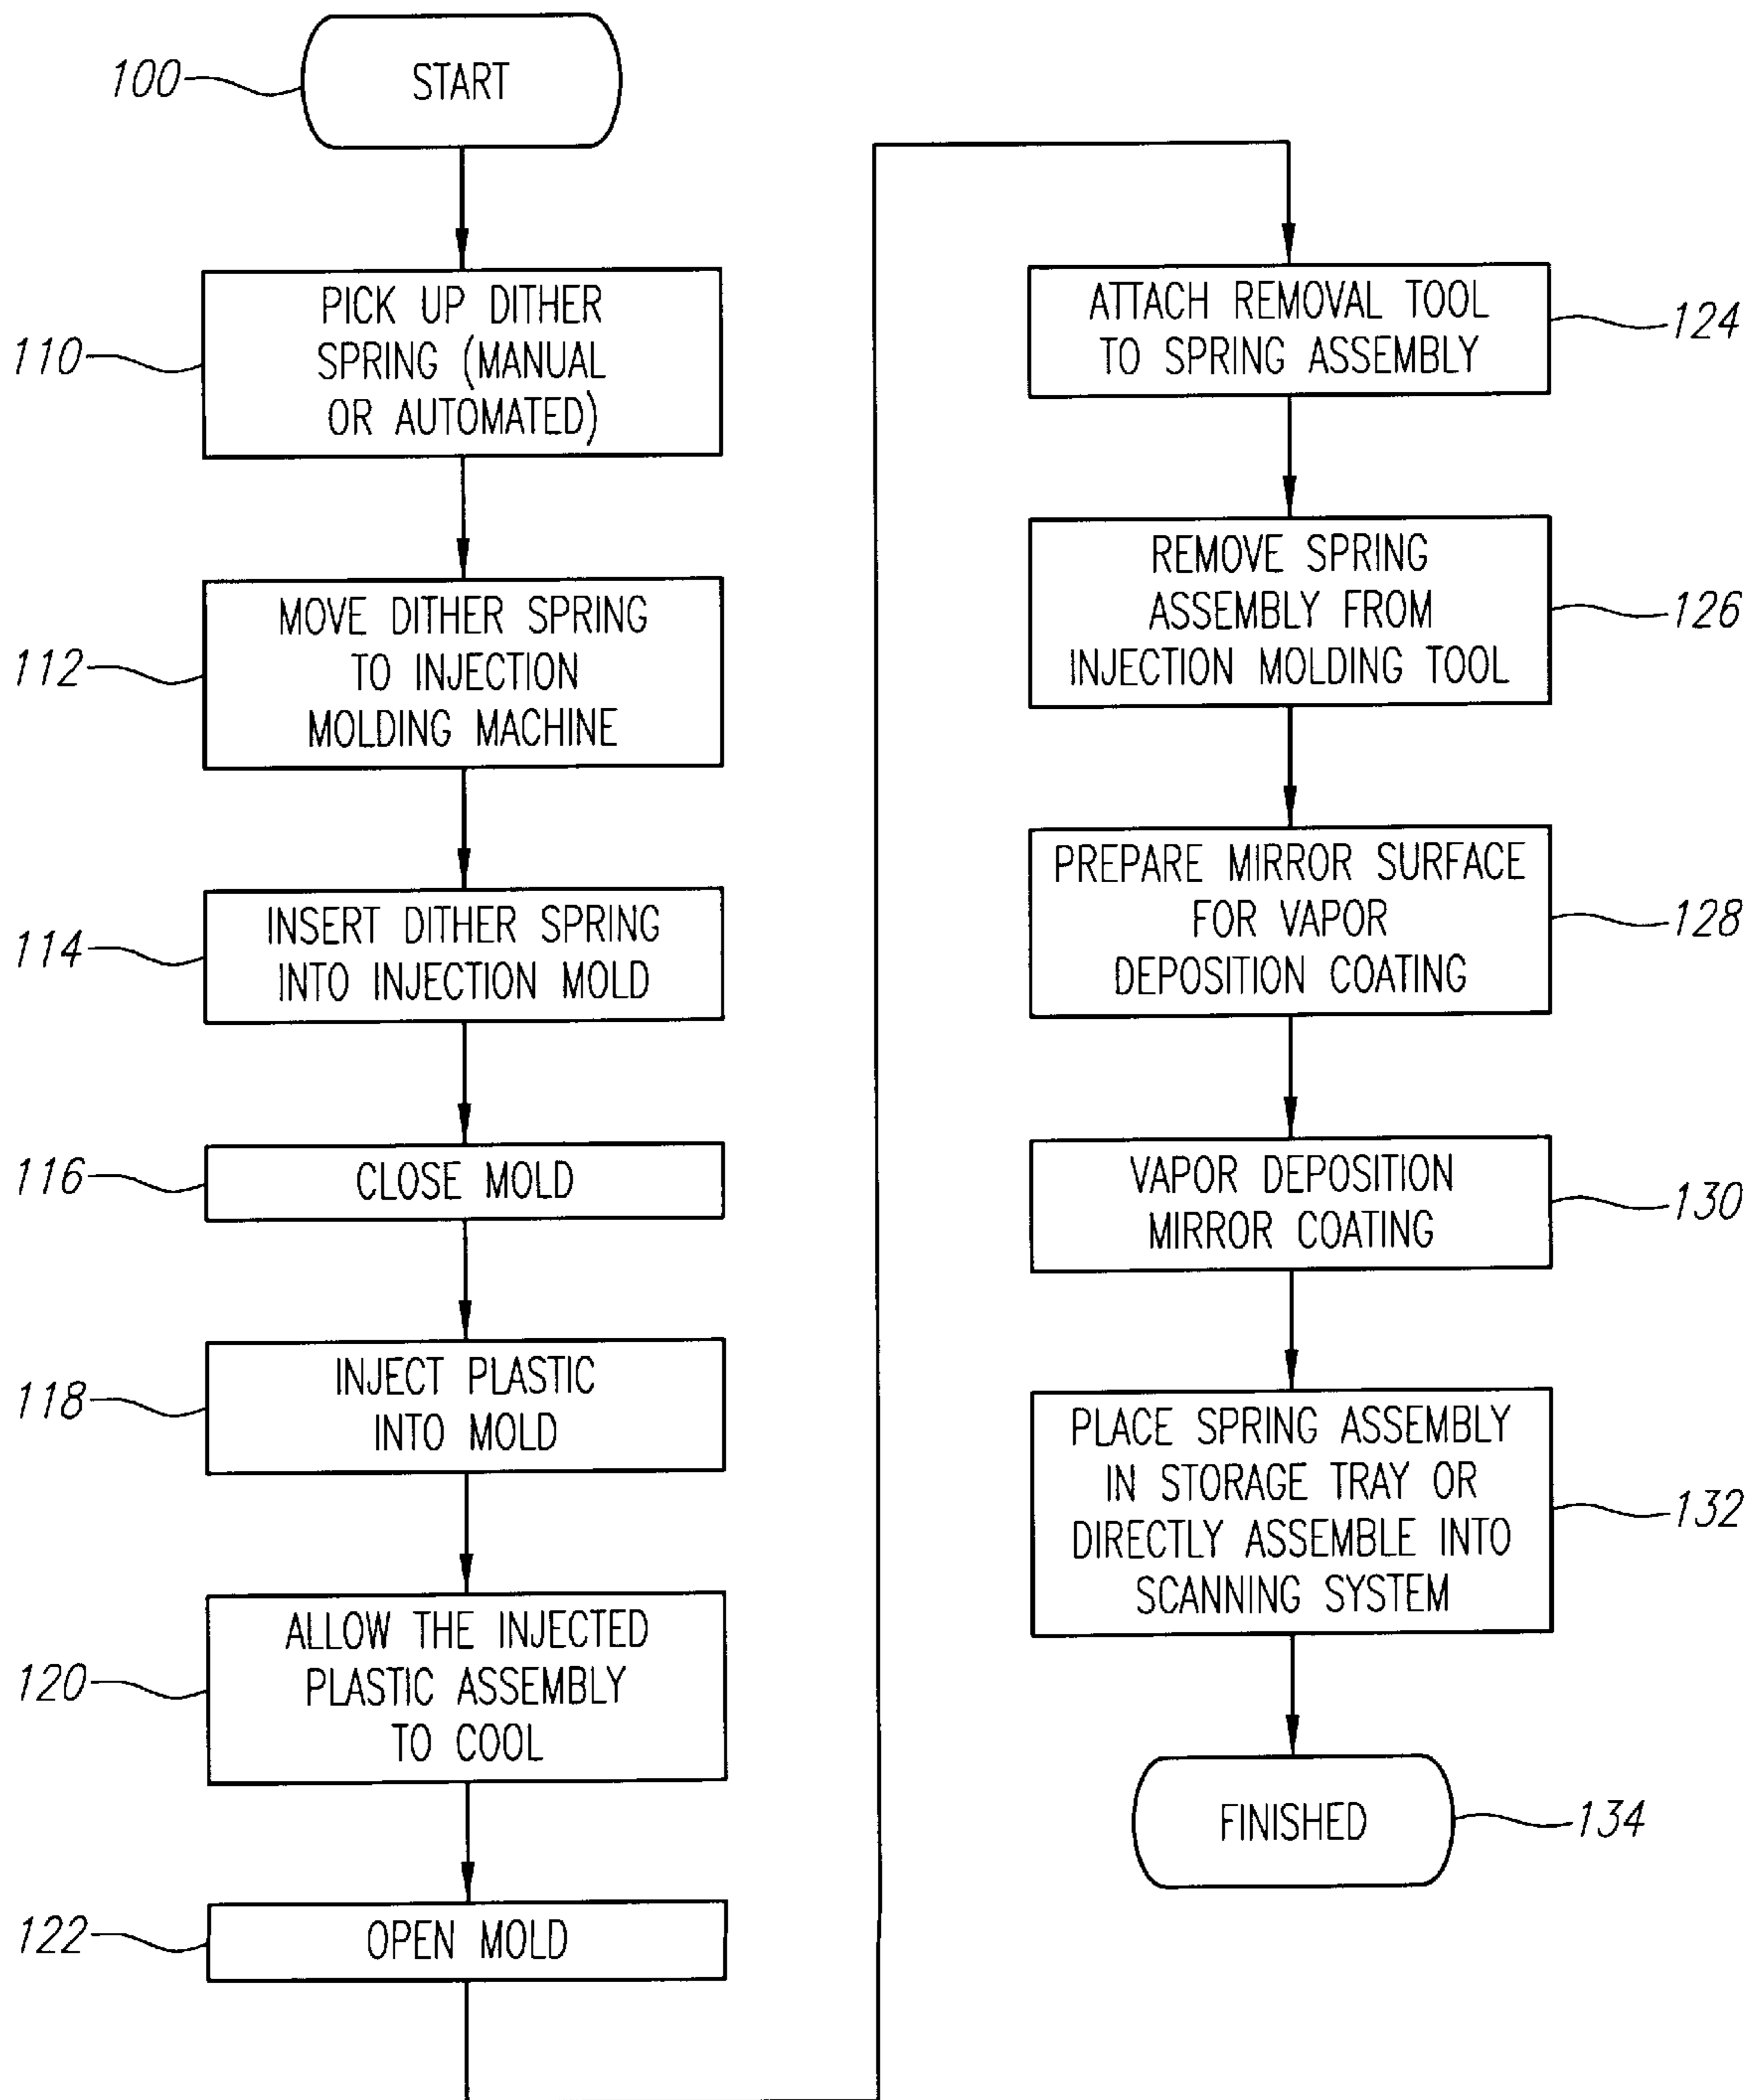 100
START
110
PICK UP DITHER
SPRING (MANUAL
OR AUTOMATED)
112
MOVE DITHER SPRING
TO INJECTION
MOLDING MACHINE
114
INSERT DITHER SPRING
INTO INJECTION MOLD
116
CLOSE MOLD
118
INJECT PLASTIC
INTO MOLD
120
ALLOW THE INJECTED
PLASTIC ASSEMBLY
TO COOL
122
OPEN MOLD
ATTACH REMOVAL TOOL
TO SPRING ASSEMBLY
124
REMOVE SPRING
ASSEMBLY FROM
INJECTION MOLDING TOOL
126
PREPARE MIRROR SURFACE
FOR VAPOR
DEPOSITION COATING
128
VAPOR DEPOSITION
MIRROR COATING
130
PLACE SPRING ASSEMBLY
IN STORAGE TRAY OR
DIRECTLY ASSEMBLE INTO
SCANNING SYSTEM
132
FINISHED
134